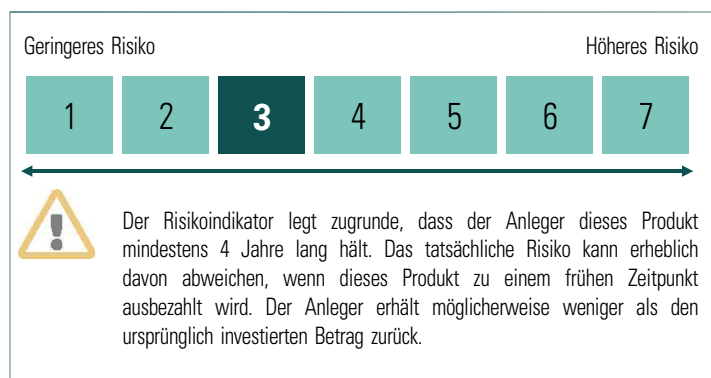 Geringeres Risiko Höheres Risiko
1 2 3 4 5 6 7
Der Risikoindikator legt zugrunde, dass der Anleger dieses Produkt
mindestens 4 Jahre lang hält. Das tatsächliche Risiko kann erheblich
davon abweichen, wenn dieses Produkt zu einem frühen Zeitpunkt
ausbezahlt wird. Der Anleger erhält möglicherweise weniger als den
ursprünglich investierten Betrag zurück.